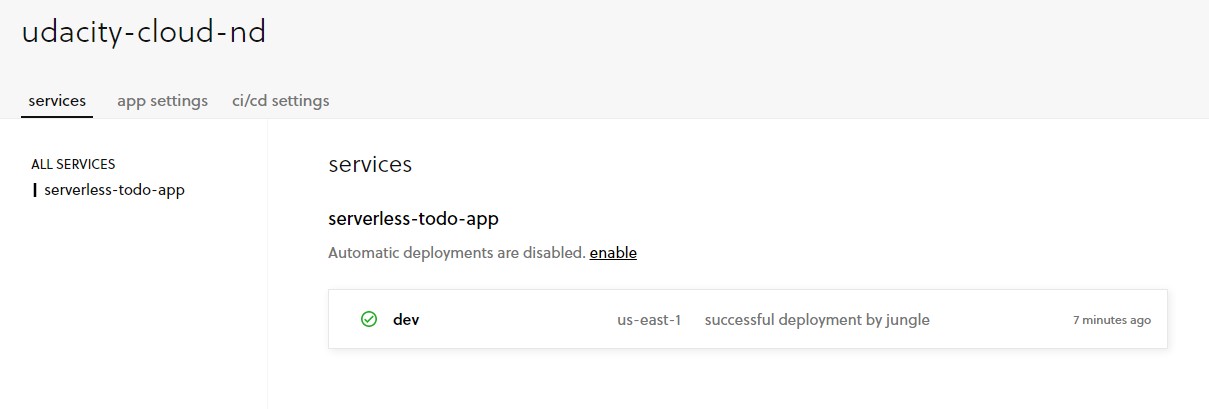 udacity-cloud-nd
services app settings ci/cd settings
ALL SERVICES
serverless-todo-app
services
serverless-todo-app
Automatic deployments are disabled. enable
dev us-east-1 successful deployment by jungle 7 minutes ago